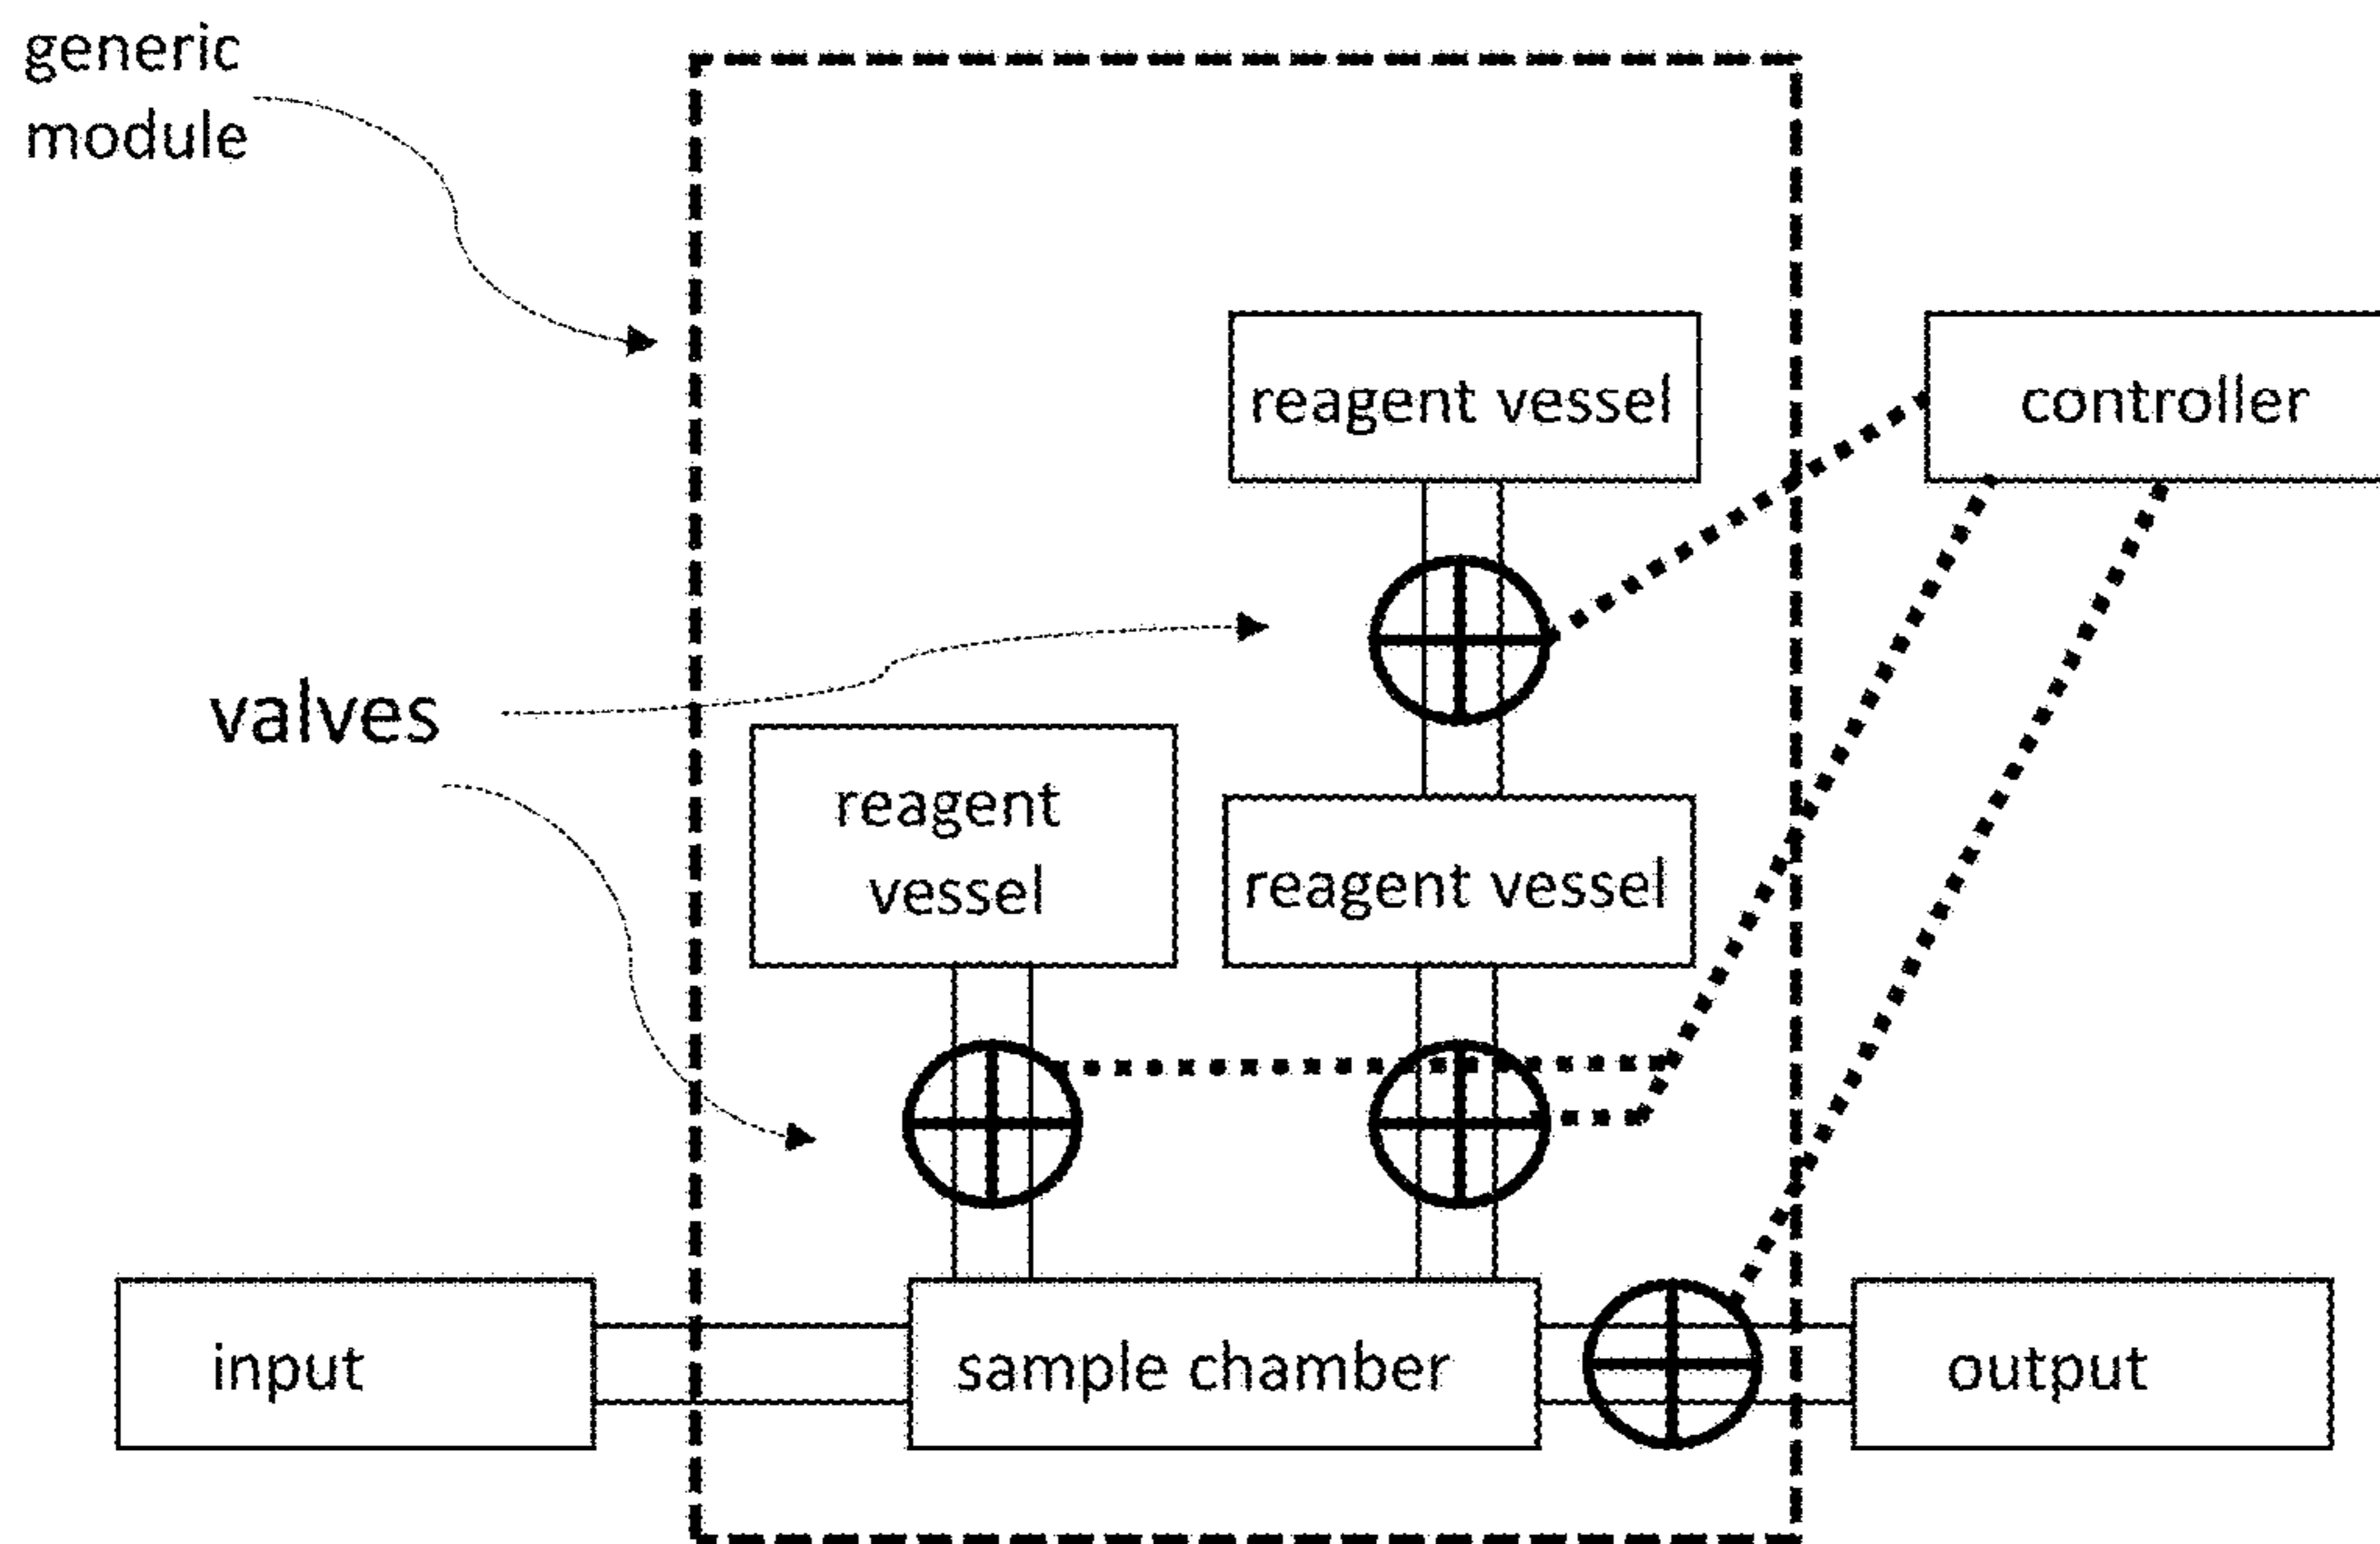 generic
module
reagent vessel
controller
valves
reagent
vessel
reagent vessel
input
sample chamber
output